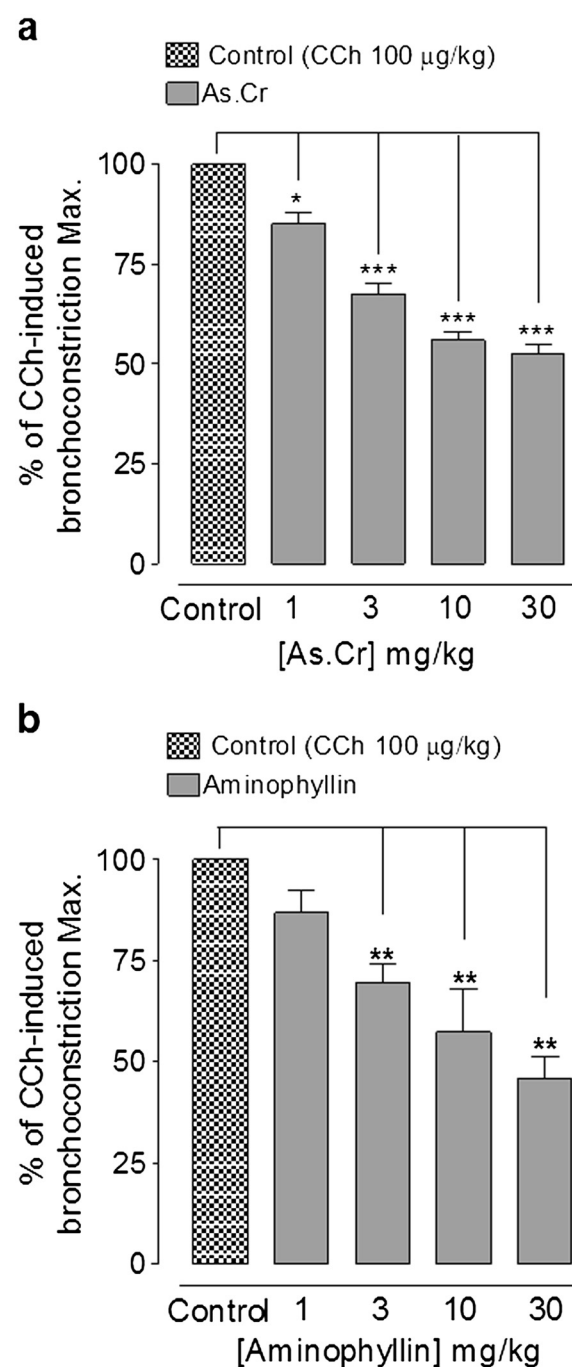 a
Control (CCh 100 µg/kg)
As.Cr
% of CCh-induced
bronchoconstriction Max.
100
75
50
25
0
*
***
***
***
Control 1 3 10 30
[As.Cr] mg/kg
b
Control (CCh 100 µg/kg)
Aminophyllin
% of CCh-induced
bronchoconstriction Max.
100
75
50
25
0
**
**
**
Control 1 3 10 30
[Aminophyllin] mg/kg